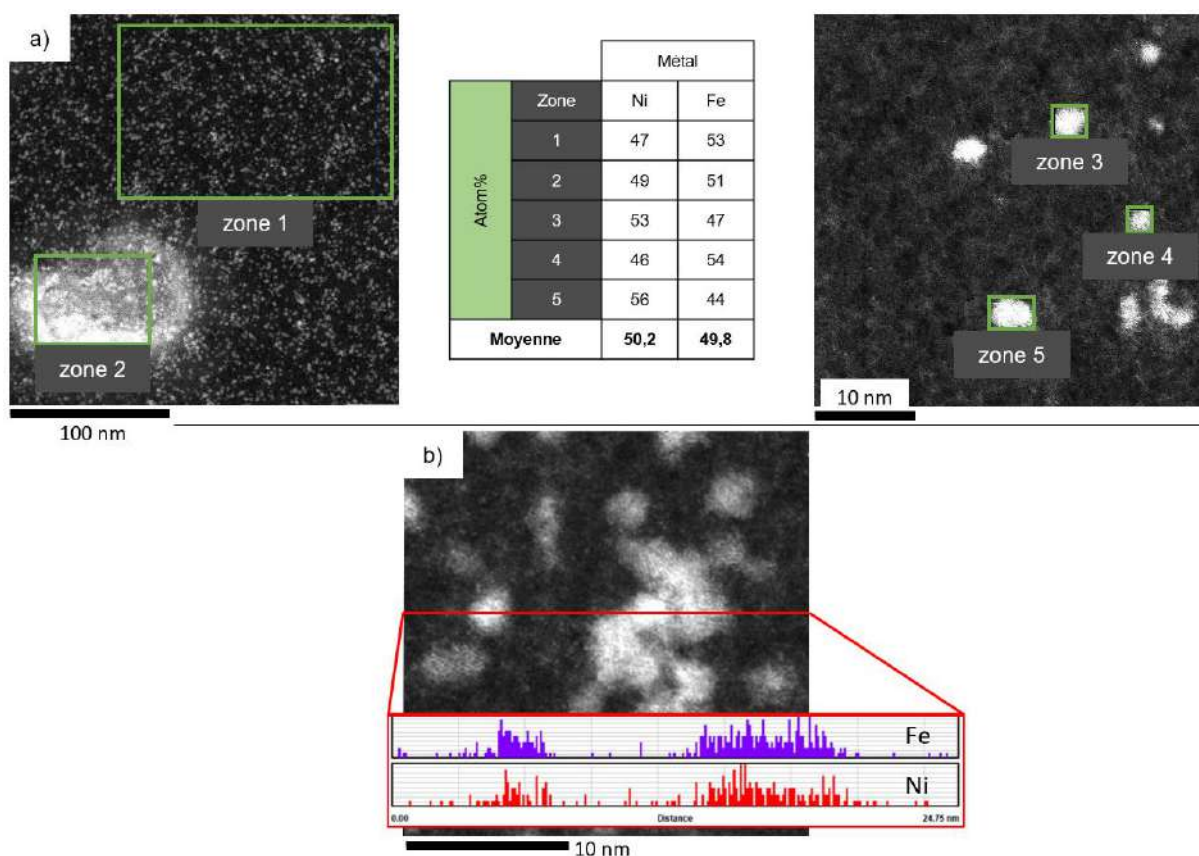 a)
zone 1
zone 2
100 nm
Métal
Atom%
Zone Ni Fe
1 47 53
2 49 51
3 53 47
4 46 54
5 56 44
Moyenne 50,2 49,8
zone 3
zone 4
zone 5
10 nm
b)
Fe
Ni
0.00 Distance 24.75 nm
10 nm